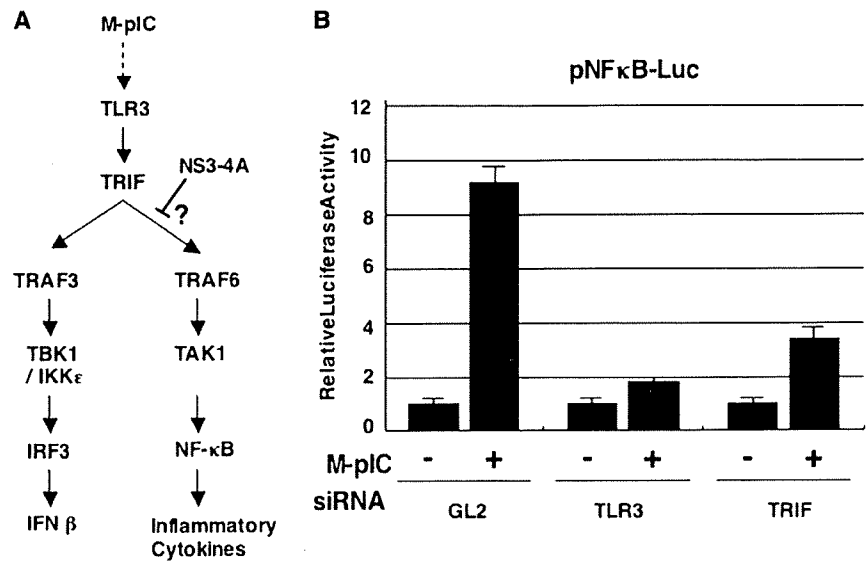 A
M-pIC
TLR3
TRIF
NS3-4A
?
TRAF3 TRAF6
TBK1 TAK1
/ IKKε
IRF3 NF-κB
IFN β Inflammatory
Cytokines
B
pNFκB-Luc
RelativeLuciferaseActivity
12
10
8
6
4
2
0
M-pIC - + - + - +
siRNA GL2 TLR3 TRIF